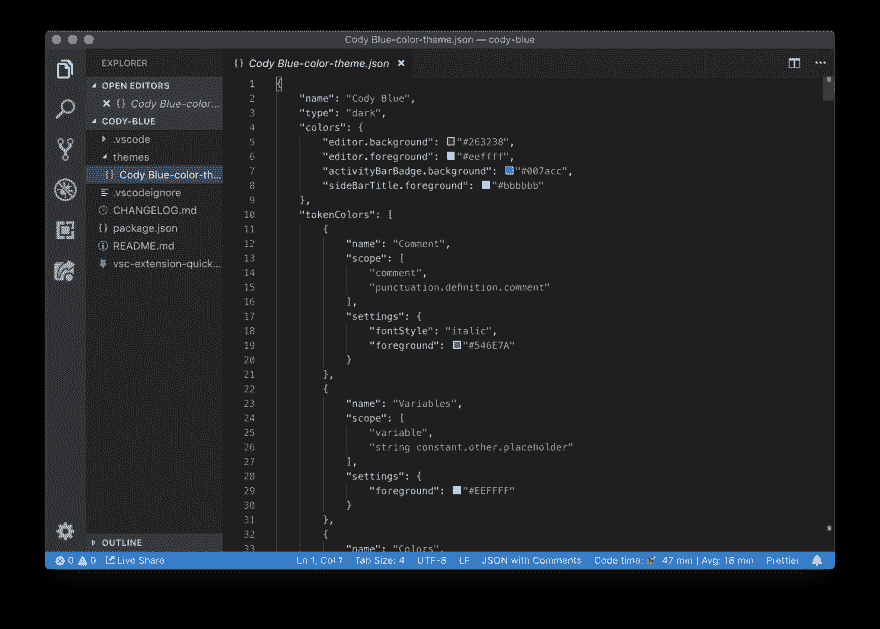 Cody Blue-color-theme.json — cody-blue
EXPLORER
OPEN EDITORS
{} Cody Blue-color...
CODY-BLUE
.vscode
themes
{} Cody Blue-color-th...
.vscodeignore
CHANGELOG.md
{} package.json
README.md
vsc-extension-quick...
OUTLINE
{} Cody Blue-color-theme.json ×
1 {
2 "name": "Cody Blue",
3 "type": "dark",
4 "colors": {
5 "editor.background": "#263238",
6 "editor.foreground": "#eeffff",
7 "activityBarBadge.background": "#007acc",
8 "sideBarTitle.foreground": "#bbbbbb"
9 },
10 "tokenColors": [
11 {
12 "name": "Comment",
13 "scope": [
14 "comment",
15 "punctuation.definition.comment"
16 ],
17 "settings": {
18 "fontStyle": "italic",
19 "foreground": "#546E7A"
20 }
21 },
22 {
23 "name": "Variables",
24 "scope": [
25 "variable",
26 "string constant.other.placeholder"
27 ],
28 "settings": {
29 "foreground": "#EEFFFF"
30 }
31 },
32 {
33 "name": "Colors",
0 0 Live Share Ln 1, Col 1 Tab Size: 4 UTF-8 LF JSON with Comments Code time: 47 min | Avg: 18 min Prettier